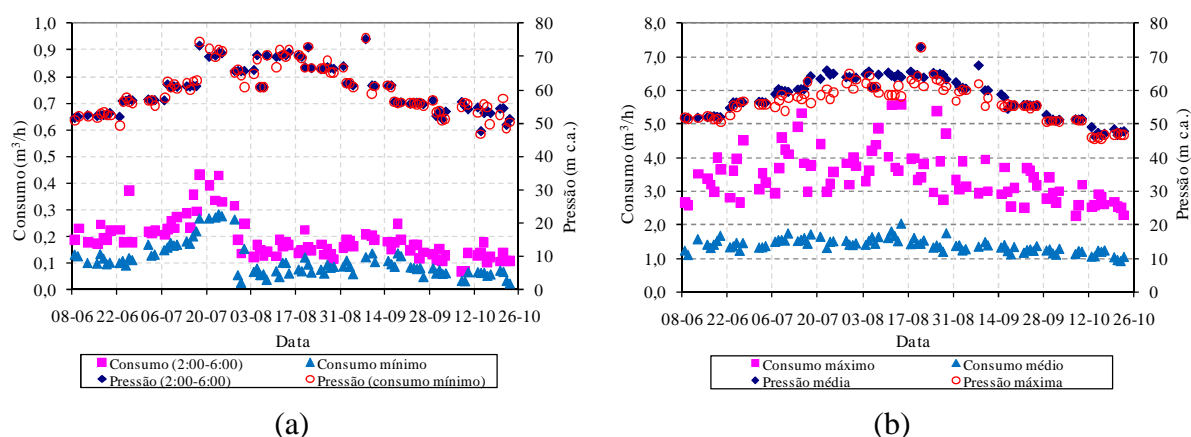 1,0
0,9
0,8
0,7
0,6
0,5
0,4
0,3
0,2
0,1
0,0
Consumo (m³/h)
80
70
60
50
40
30
20
10
0
Pressão (m c.a.)
08-06 22-06 06-07 20-07 03-08 17-08 31-08 14-09 28-09 12-10 26-10
Data
Consumo (2:00-6:00) Consumo mínimo
Pressão (2:00-6:00) Pressão (consumo mínimo)
(a)
8,0
7,0
6,0
5,0
4,0
3,0
2,0
1,0
0,0
Consumo (m³/h)
80
70
60
50
40
30
20
10
0
Pressão (m c.a.)
08-06 22-06 06-07 20-07 03-08 17-08 31-08 14-09 28-09 12-10 26-10
Data
Consumo máximo Consumo médio
Pressão média Pressão máxima
(b)